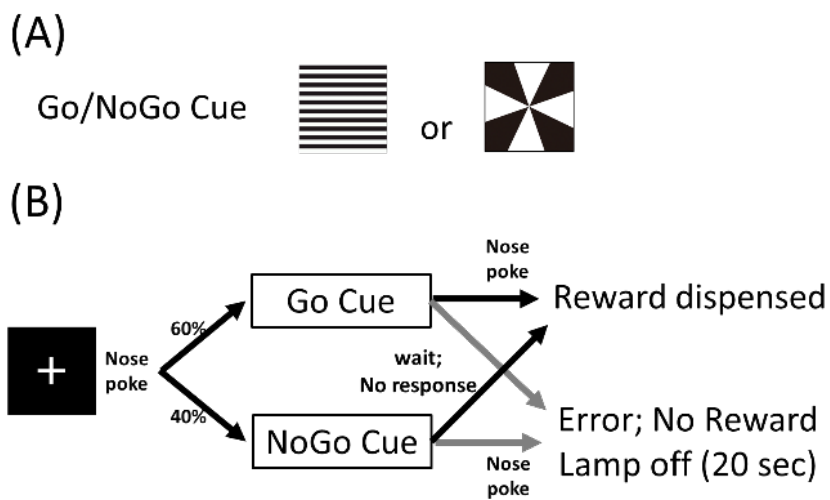 (A)
Go/NoGo Cue
or
(B)
Nose
poke
60%
40%
Go Cue
NoGo Cue
Nose
poke
wait;
No response
Nose
poke
Reward dispensed
Error; No Reward
Lamp off (20 sec)